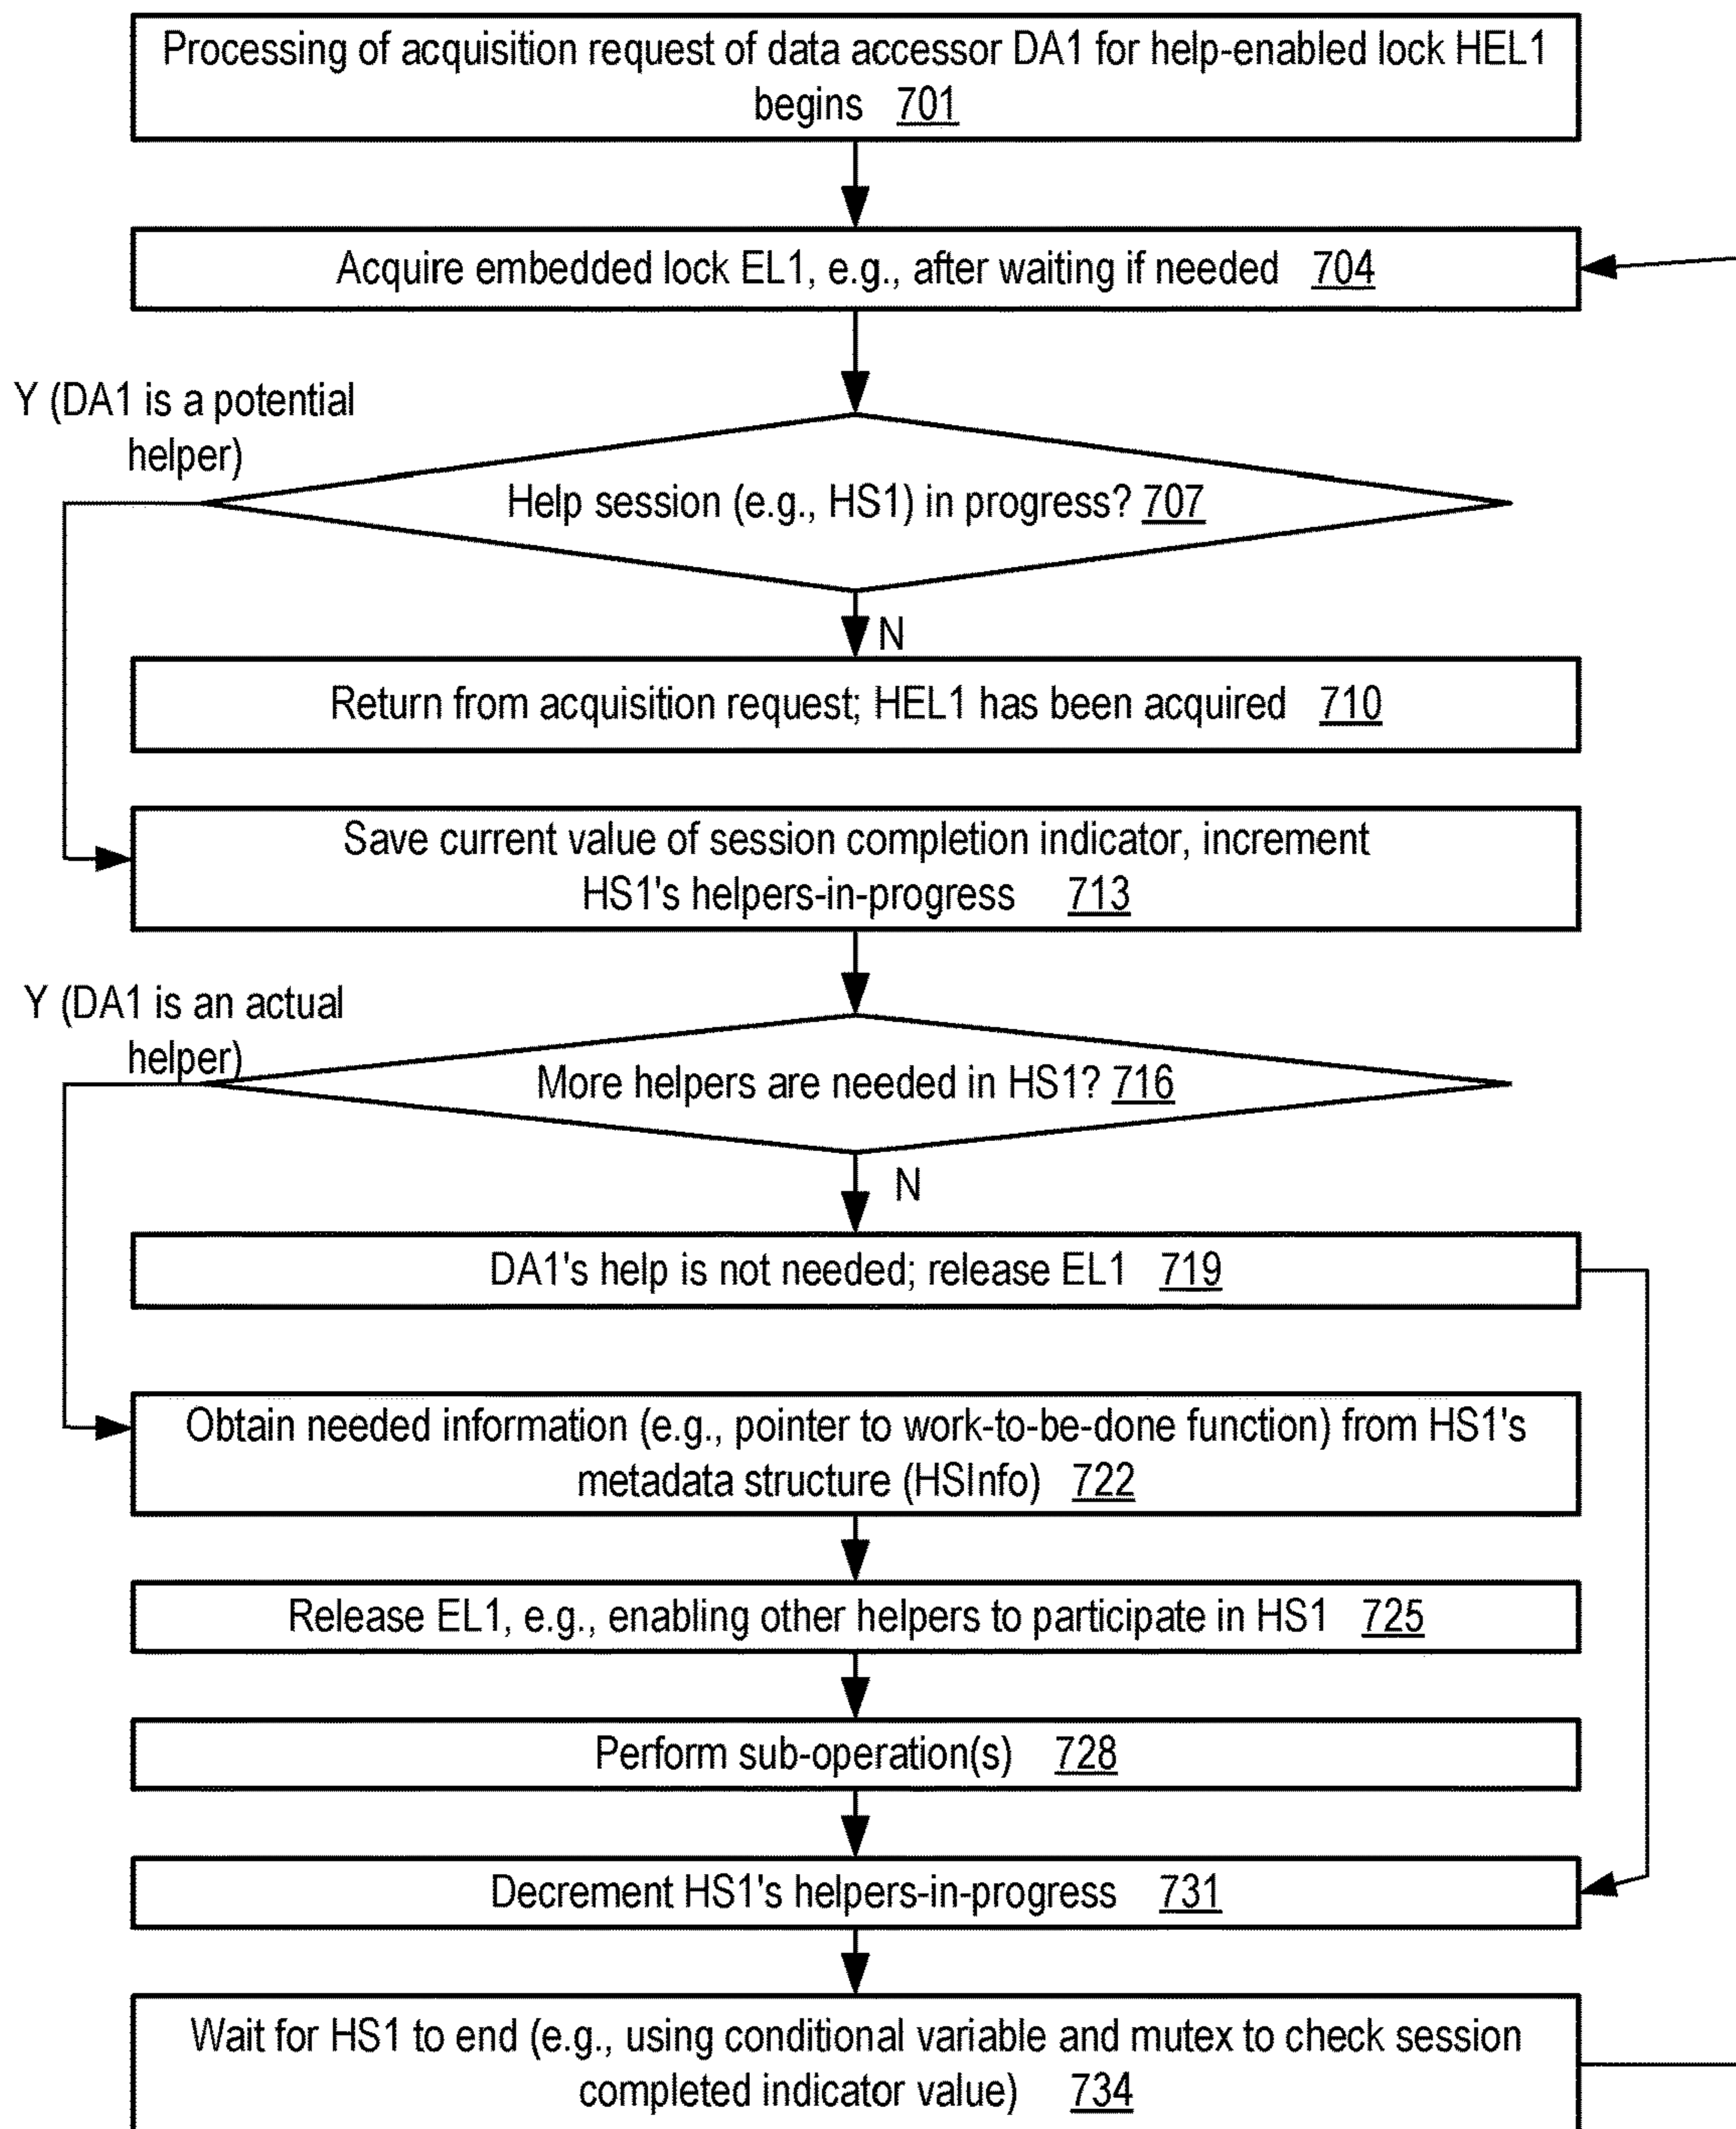 Processing of acquisition request of data accessor DA1 for help-enabled lock HEL1
begins 701
Acquire embedded lock EL1, e.g., after waiting if needed 704
Y (DA1 is a potential
helper)
Help session (e.g., HS1) in progress? 707
N
Return from acquisition request; HEL1 has been acquired 710
Save current value of session completion indicator, increment
HS1's helpers-in-progress 713
Y (DA1 is an actual
helper)
More helpers are needed in HS1? 716
N
DA1's help is not needed; release EL1 719
Obtain needed information (e.g., pointer to work-to-be-done function) from HS1's
metadata structure (HSInfo) 722
Release EL1, e.g., enabling other helpers to participate in HS1 725
Perform sub-operation(s) 728
Decrement HS1's helpers-in-progress 731
Wait for HS1 to end (e.g., using conditional variable and mutex to check session
completed indicator value) 734